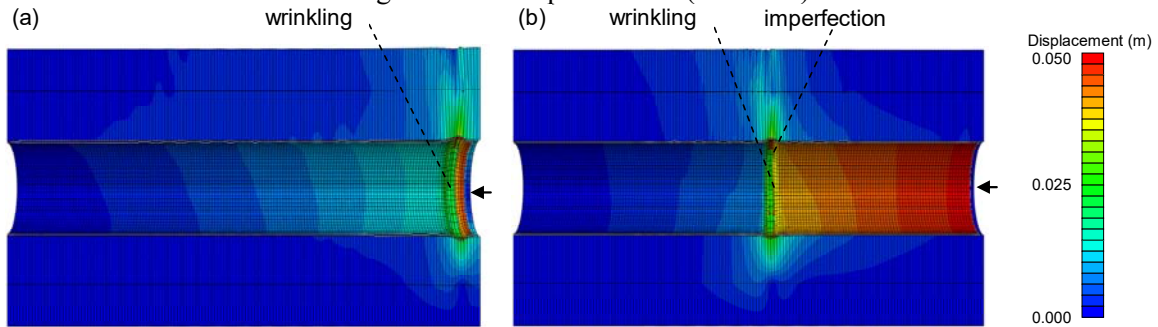 (a)
wrinkling
(b)
wrinkling
imperfection
Displacement (m)
0.050
0.025
0.000